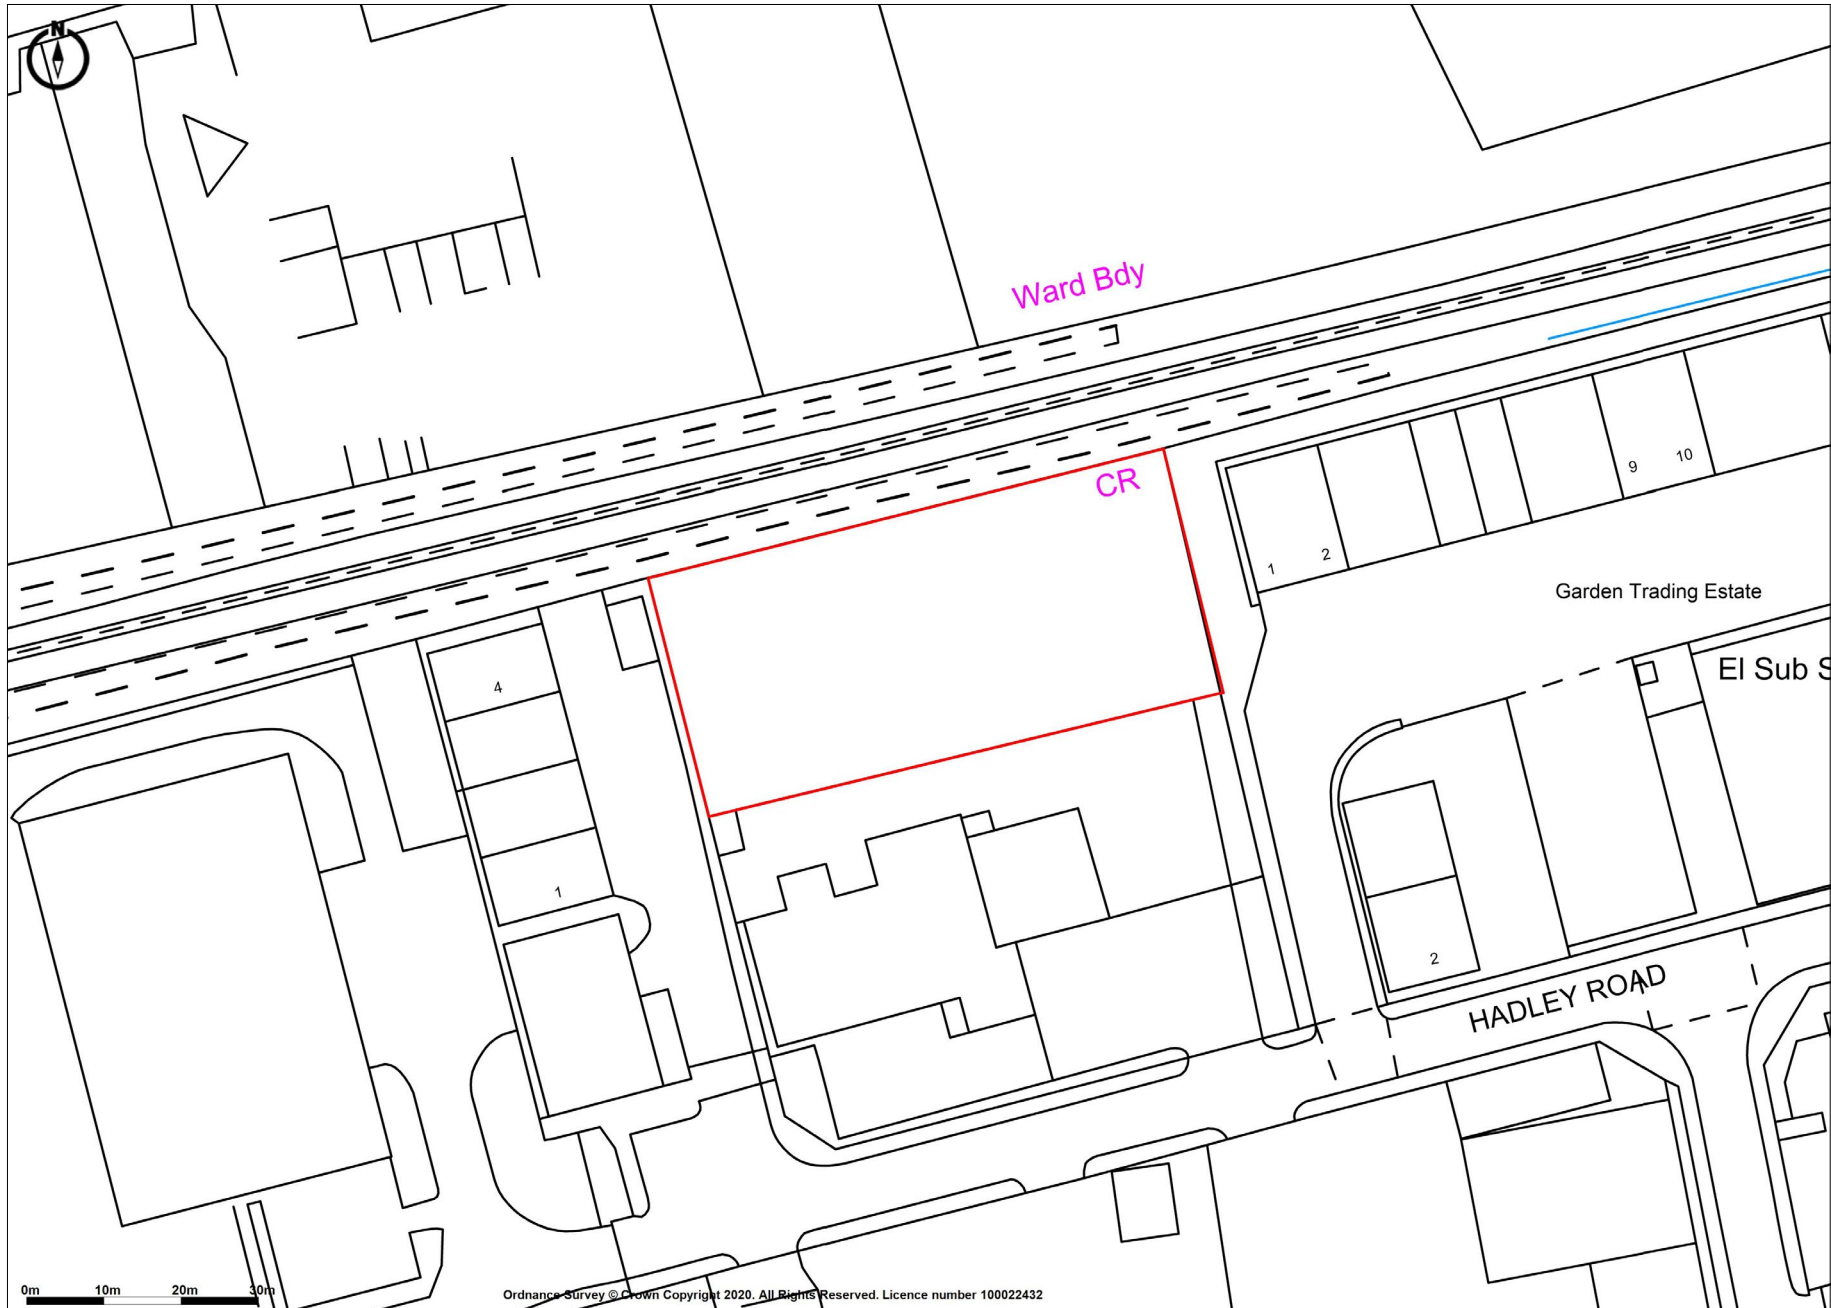 N
Ward Bdy
CR
9
10
1
2
Garden Trading Estate
El Sub S
4
1
2
HADLEY ROAD
0m 10m 20m 30m
Ordnance Survey © Crown Copyright 2020. All Rights Reserved. Licence number 100022432